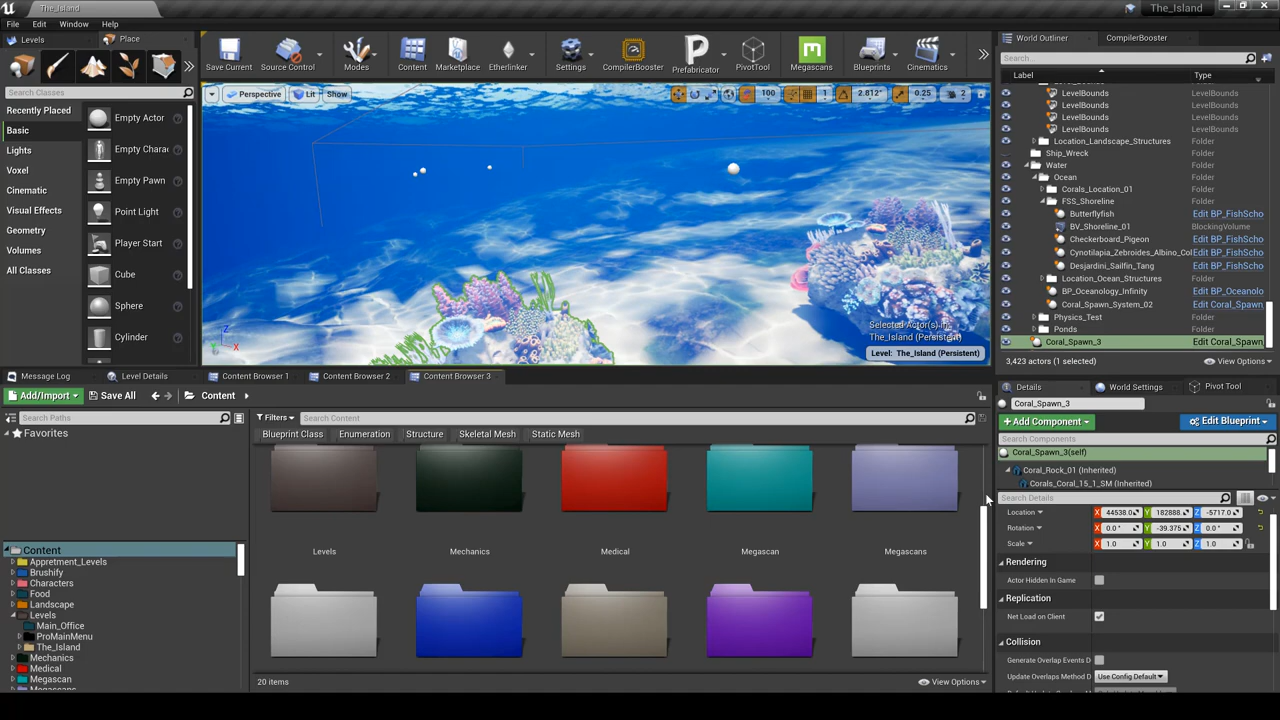 The_Island
The_Island
File Edit Window Help
Levels Place
World Outliner CompilerBooster
Save Current Source Control Modes Content Marketplace Etherlinker Settings CompilerBooster Prefabricator PivotTool Megascans Blueprints Cinematics
Search...
Label Type
Search Classes
Perspective Lit Show 100 1 2.812° 0.25 2
Recently Placed
Basic
Lights
Voxel
Cinematic
Visual Effects
Geometry
Volumes
All Classes
Empty Actor
Empty Charac
Empty Pawn
Point Light
Player Start
Cube
Sphere
Cylinder
LevelBounds LevelBounds
LevelBounds LevelBounds
LevelBounds LevelBounds
LevelBounds LevelBounds
Location_Landscape_Structures Folder
Ship_Wreck Folder
Water Folder
Ocean Folder
Corals_Location_01 Folder
FSS_Shoreline Folder
Butterflyfish Edit BP_FishScho
BV_Shoreline_01 BlockingVolume
Checkerboard_Pigeon Edit BP_FishScho
Cynotilapia_Zebroides_Albino_Col Edit BP_FishScho
Desjardini_Sailfin_Tang Edit BP_FishScho
Location_Ocean_Structures Folder
BP_Oceanology_Infinity Edit BP_Oceanolo
Coral_Spawn_System_02 Edit Coral_Spawn
Physics_Test Folder
Ponds Folder
Coral_Spawn_3 Edit Coral_Spawn
3,423 actors (1 selected) View Options
Selected Actor(s) in:
The_Island (Persistent)
Level: The_Island (Persistent)
Z
X
Message Log Level Details Content Browser 1 Content Browser 2 Content Browser 3
Add/Import Save All Content
Search Paths
Favorites
Content
Appretment_Levels
Brushify
Characters
Food
Landscape
Levels
Main_Office
ProMainMenu
The_Island
Mechanics
Medical
Megascan
Megascans
Filters Search Content
Blueprint Class Enumeration Structure Skeletal Mesh Static Mesh
Levels Mechanics Medical Megascan Megascans
20 items View Options
Details World Settings Pivot Tool
Coral_Spawn_3
Add Component Edit Blueprint
Search Components
Coral_Spawn_3(self)
Coral_Rock_01 (Inherited)
Corals_Coral_15_1_SM (Inherited)
Search Details
Location X 44538.0 Y 182888. Z -5717.0
Rotation X 0.0° Y -39.375 Z 0.0°
Scale X 1.0 Y 1.0 Z 1.0
Rendering
Actor Hidden In Game
Replication
Net Load on Client
Collision
Generate Overlap Events D
Update Overlaps Method D Use Config Default